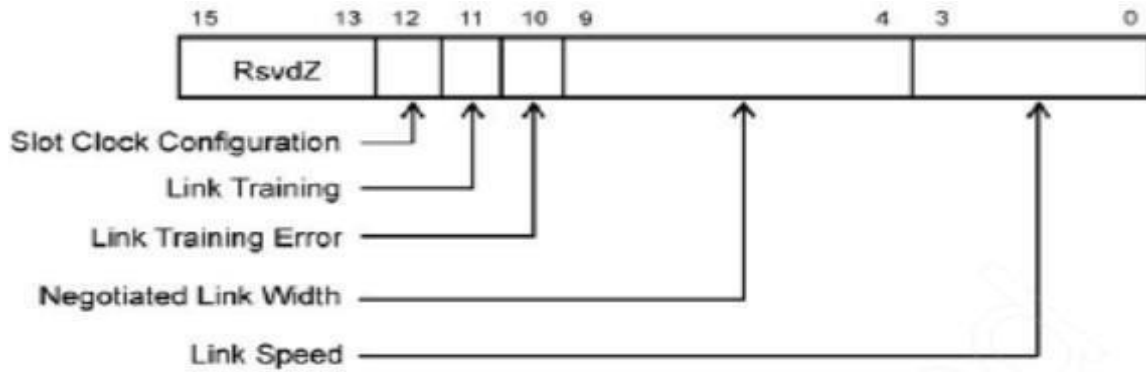 15 13 12 11 10 9 4 3 0
RsvdZ
Slot Clock Configuration
Link Training
Link Training Error
Negotiated Link Width
Link Speed